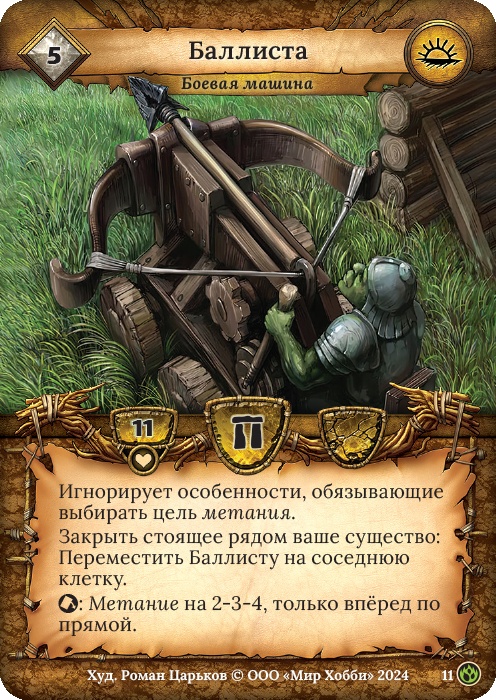 5
Баллиста
Боевая машина
11
Игнорирует особенности, обязывающие
выбирать цель метания.
Закрыть стоящее рядом ваше существо:
Переместить Баллисту на соседнюю
клетку.
: Метание на 2-3-4, только впёред по
прямой.
Худ. Роман Царьков © ООО «Мир Хобби» 2024
11